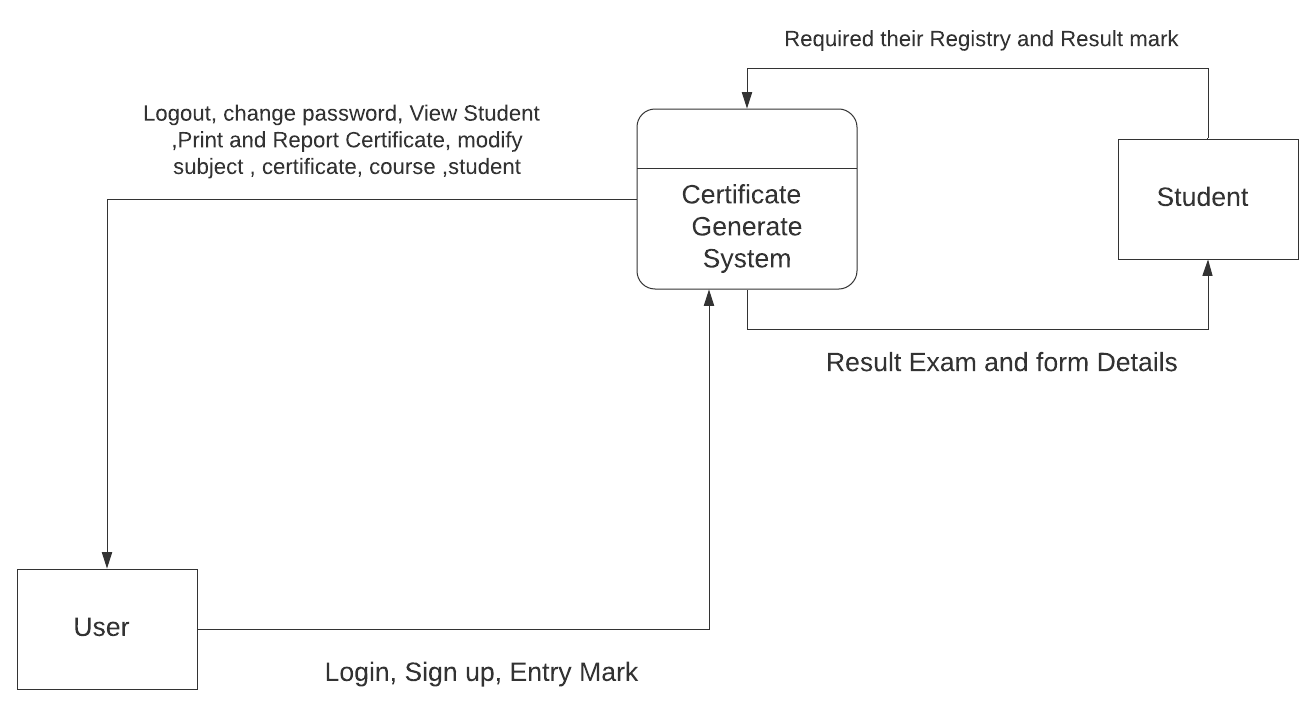 Required their Registry and Result mark
Logout, change password, View Student
,Print and Report Certificate, modify
subject , certificate, course ,student
Certificate
Generate
System
Student
Result Exam and form Details
User
Login, Sign up, Entry Mark